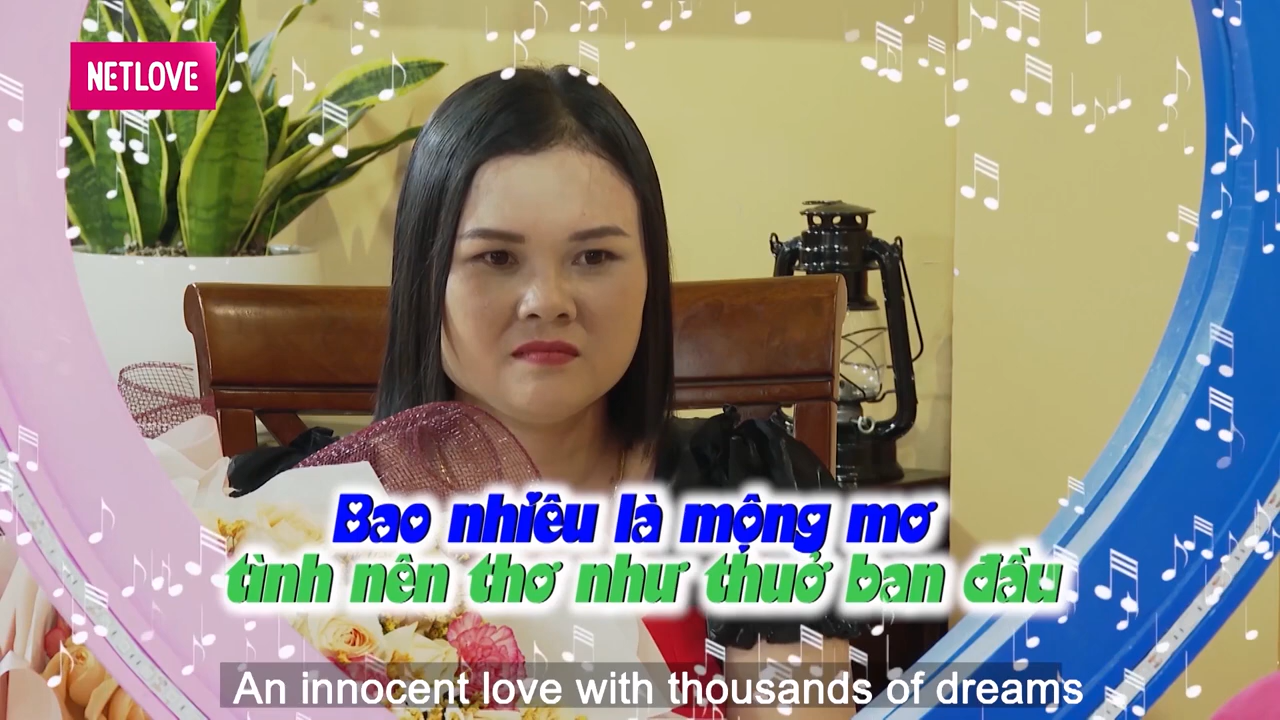 NETLOVE
Bao nhiêu là mộng mơ
tình nên thơ như thuở ban đầu
An innocent love with thousands of dreams